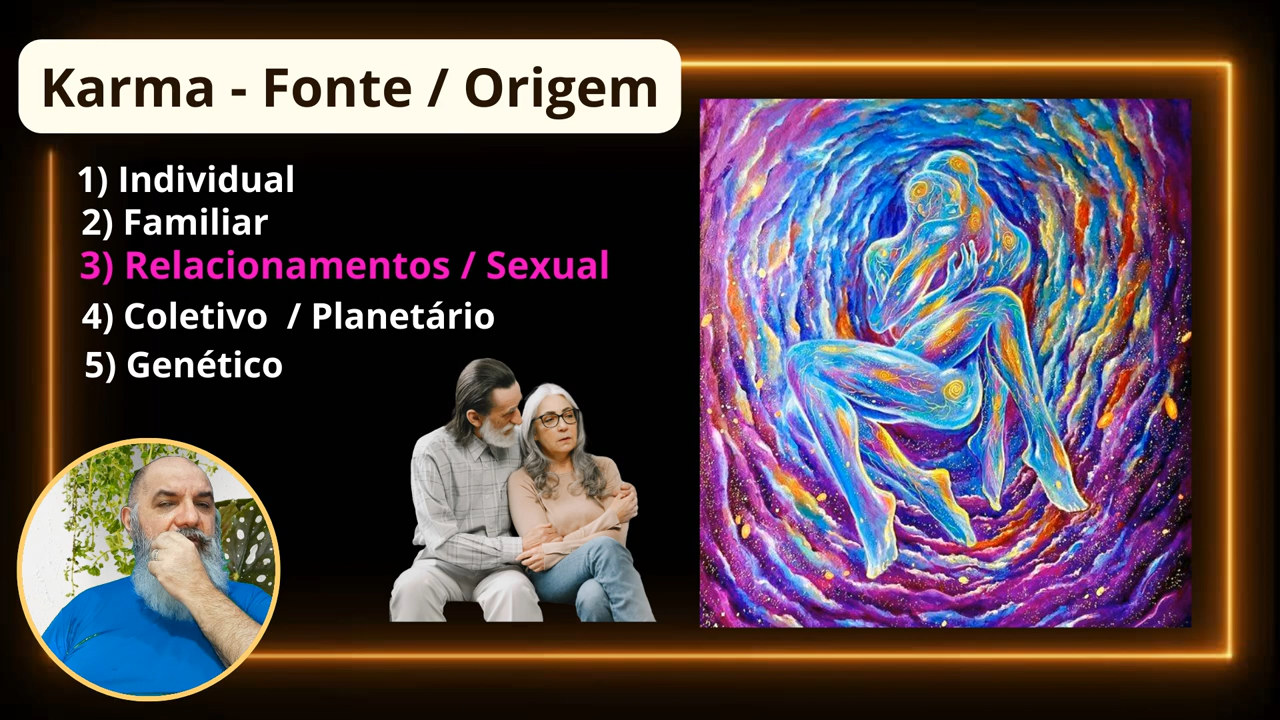 Karma - Fonte / Origem
1) Individual
2) Familiar
3) Relacionamentos / Sexual
4) Coletivo / Planetário
5) Genético